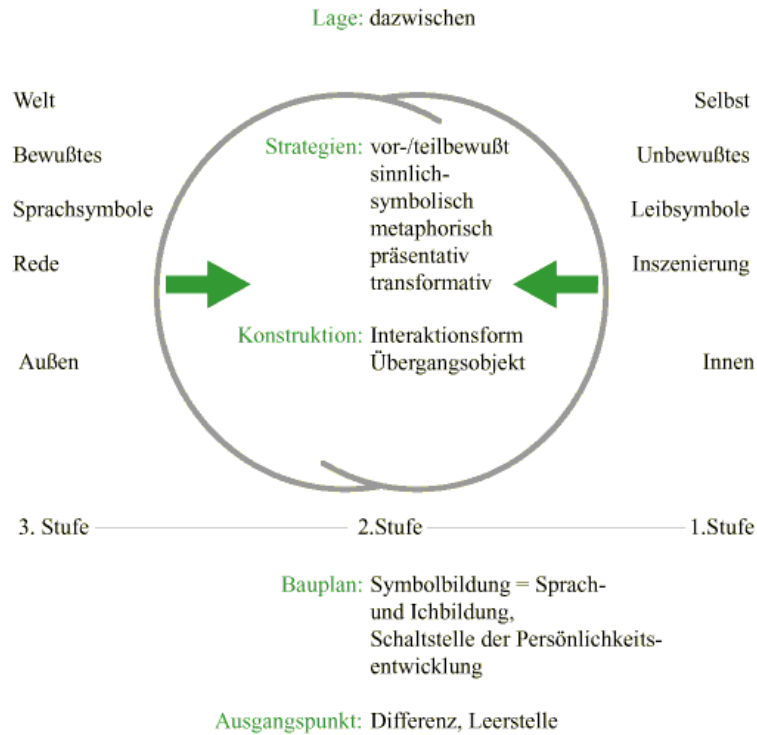 Lage: dazwischen
Welt
Selbst
Bewußtes
Strategien: vor-/teilbewußt
Unbewußtes
sinnlich-
Sprachsymbole
symbolisch
Leibsymbole
metaphorisch
Rede
präsentativ
Inszenierung
transformativ
Konstruktion: Interaktionsform
Außen
Übergangsobjekt
Innen
3. Stufe
2.Stufe
1.Stufe
Bauplan: Symbolbildung = Sprach-
und Ichbildung,
Schaltstelle der Persönlichkeits-
entwicklung
Ausgangspunkt: Differenz, Leerstelle